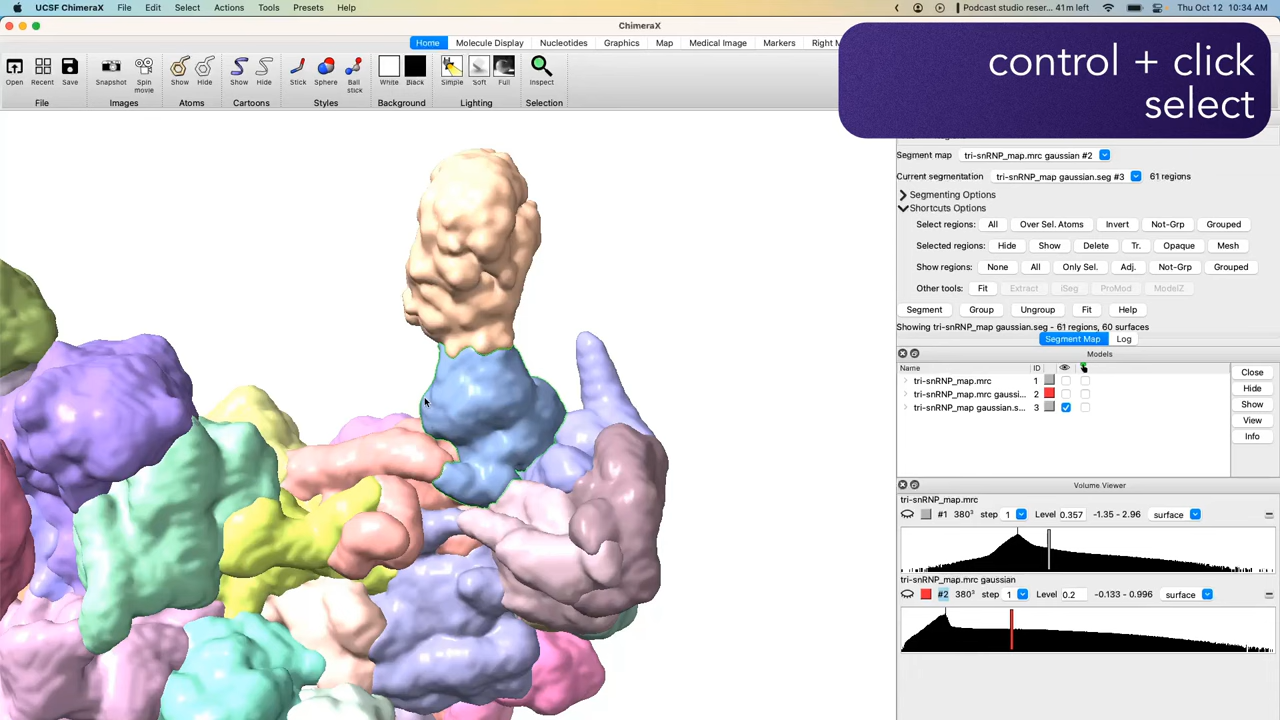 UCSF ChimeraX File Edit Select Actions Tools Presets Help Podcast studio reser... 41 m left Thu Oct 12 10:34 AM
ChimeraX
Home Molecule Display Nucleotides Graphics Map Medical Image Markers Right M
control + click
select
Open Recent Save Snapshot Spin movie Show Hide Show Hide Stick Sphere Ball stick White Black Simple Soft Full Inspect
File Images Atoms Cartoons Styles Background Lighting Selection
Segment map tri-snRNP_map.mrc gaussian #2
Current segmentation tri-snRNP_map gaussian.seg #3 61 regions
Segmenting Options
Shortcuts Options
Select regions: All Over Sel. Atoms Invert Not-Grp Grouped
Selected regions: Hide Show Delete Tr. Opaque Mesh
Show regions: None All Only Sel. Adj. Not-Grp Grouped
Other tools: Fit Extract iSeg ProMod ModelZ
Segment Group Ungroup Fit Help
Showing tri-snRNP_map gaussian.seg - 61 regions, 60 surfaces
Segment Map Log
Models
Name ID
tri-snRNP_map.mrc 1
tri-snRNP_map.mrc gaussi... 2
tri-snRNP_map gaussian.s... 3
Close
Hide
Show
View
Info
Volume Viewer
tri-snRNP_map.mrc
#1 380³ step 1 Level 0.357 -1.35 - 2.96 surface
tri-snRNP_map.mrc gaussian
#2 380³ step 1 Level 0.2 -0.133 - 0.996 surface